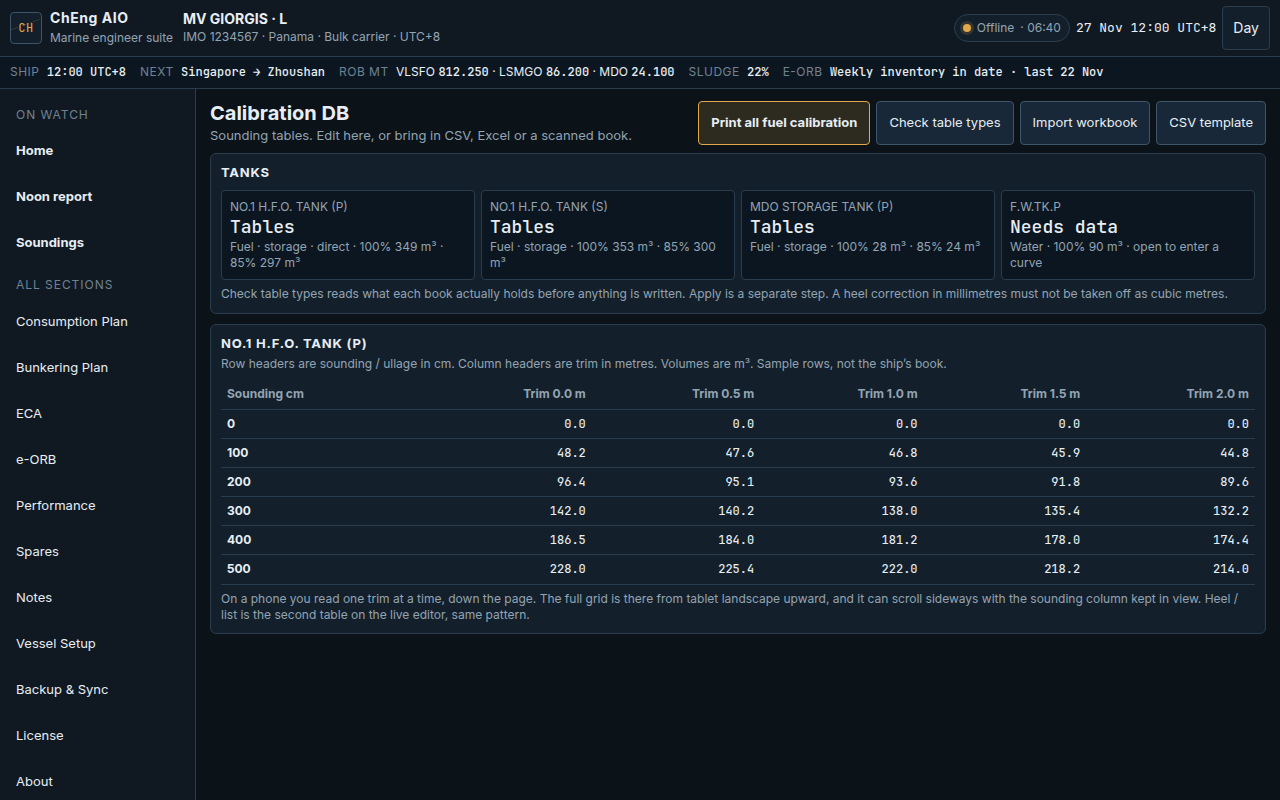 CH
ChEng AIO
Marine engineer suite
MV GIORGIS · L
IMO 1234567 · Panama · Bulk carrier · UTC+8
Offline · 06:40
27 Nov 12:00 UTC+8
Day
SHIP 12:00 UTC+8 NEXT Singapore → Zhoushan ROB MT VLSFO 812.250 · LSMGO 86.200 · MDO 24.100 SLUDGE 22% E-ORB Weekly inventory in date · last 22 Nov
ON WATCH
Home
Noon report
Soundings
ALL SECTIONS
Consumption Plan
Bunkering Plan
ECA
e-ORB
Performance
Spares
Notes
Vessel Setup
Backup & Sync
License
About
Calibration DB
Sounding tables. Edit here, or bring in CSV, Excel or a scanned book.
Print all fuel calibration
Check table types
Import workbook
CSV template
TANKS
NO.1 H.F.O. TANK (P)
Tables
Fuel · storage · direct · 100% 349 m³ ·
85% 297 m³
NO.1 H.F.O. TANK (S)
Tables
Fuel · storage · 100% 353 m³ · 85% 300
m³
MDO STORAGE TANK (P)
Tables
Fuel · storage · 100% 28 m³ · 85% 24 m³
F.W.TK.P
Needs data
Water · 100% 90 m³ · open to enter a
curve
Check table types reads what each book actually holds before anything is written. Apply is a separate step. A heel correction in millimetres must not be taken off as cubic metres.
NO.1 H.F.O. TANK (P)
Row headers are sounding / ullage in cm. Column headers are trim in metres. Volumes are m³. Sample rows, not the ship's book.
Sounding cm Trim 0.0 m Trim 0.5 m Trim 1.0 m Trim 1.5 m Trim 2.0 m
0 0.0 0.0 0.0 0.0 0.0
100 48.2 47.6 46.8 45.9 44.8
200 96.4 95.1 93.6 91.8 89.6
300 142.0 140.2 138.0 135.4 132.2
400 186.5 184.0 181.2 178.0 174.4
500 228.0 225.4 222.0 218.2 214.0
On a phone you read one trim at a time, down the page. The full grid is there from tablet landscape upward, and it can scroll sideways with the sounding column kept in view. Heel /
list is the second table on the live editor, same pattern.